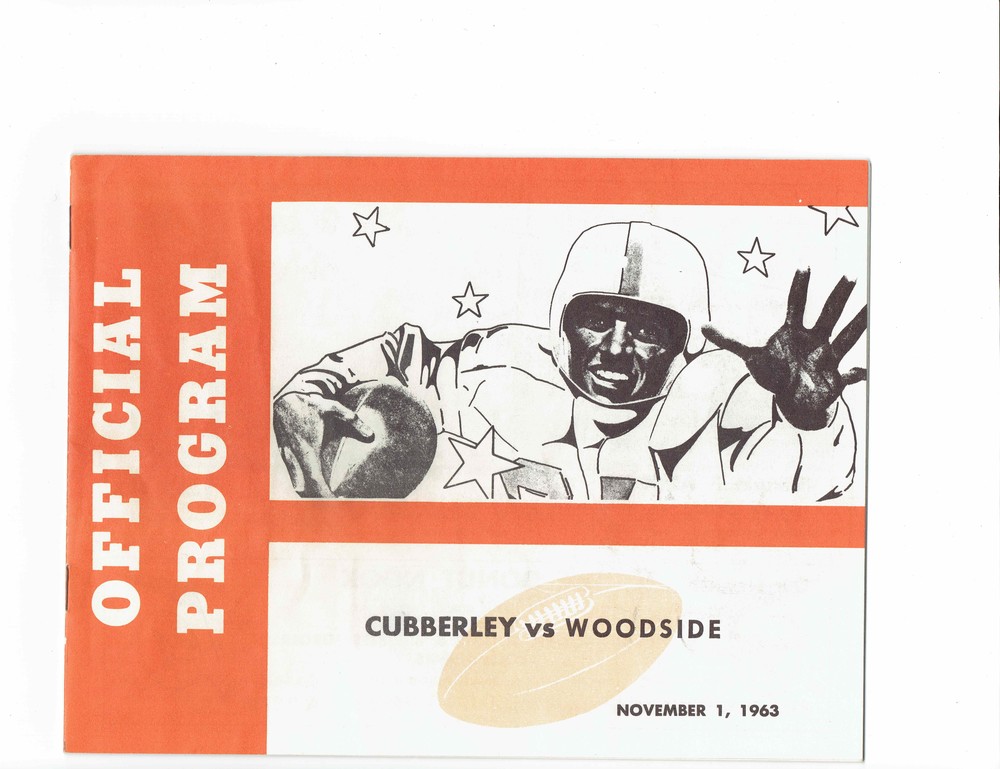 OFFICIAL
PROGRAM
CUBBERLEY vs WOODSIDE
NOVEMBER 1, 1963